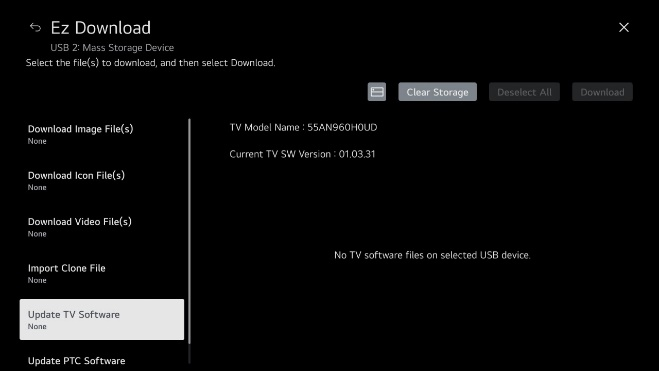 Ez Download
USB 2: Mass Storage Device
Select the file(s) to download, and then select Download.
Clear Storage
Deselect All
Download
Download Image File(s)
None
Download Icon File(s)
None
Download Video File(s)
None
Import Clone File
None
Update TV Software
None
Update PTC Software
TV Model Name : 55AN960H0UD
Current TV SW Version : 01.03.31
No TV software files on selected USB device.